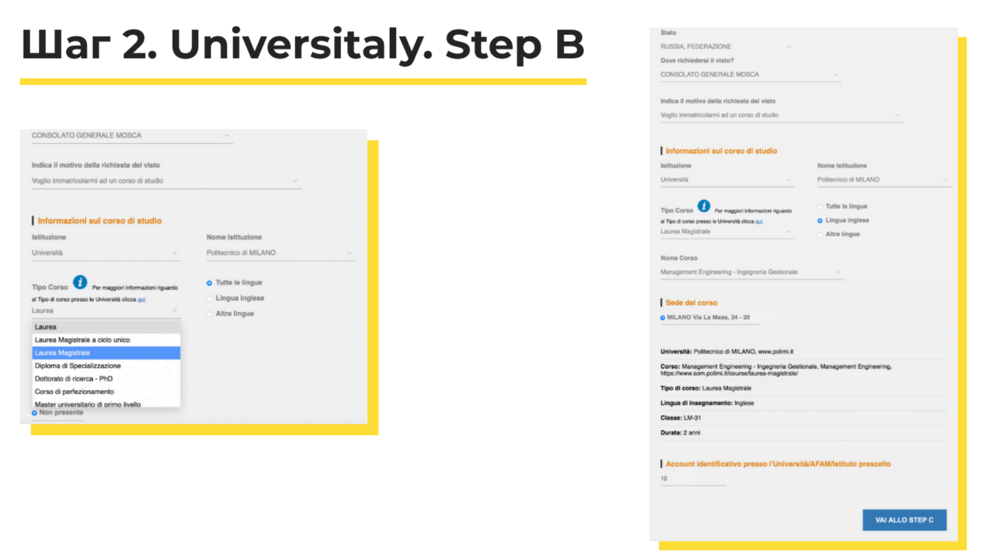 Шаг 2. Universitaly. Step B
CONSOLATO GENERALE MOSCA
Indica il motivo della richiesta del visto
Voglio immatricolarmi ad un corso di studio
Informazioni sul corso di studio
Istituzione
Nome Istituzione
Università
Politecnico di MILANO
Tipo Corso i Per maggiori informazioni riguardo
al Tipo di corso presso le Università clicca qui
Laurea
Tutte le lingue
Lingua inglese
Altre lingue
Laurea
Laurea Magistrale a ciclo unico
Laurea Magistrale
Diploma di Specializzazione
Dottorato di ricerca - PhD
Corso di perfezionamento
Master universitario di primo livello
Non presente
Stato
RUSSIA, FEDERAZIONE
Dove richiederai il visto?
CONSOLATO GENERALE MOSCA
Indica il motivo della richiesta del visto
Voglio immatricolarmi ad un corso di studio
Informazioni sul corso di studio
Istituzione
Nome Istituzione
Università
Politecnico di MILANO
Tipo Corso i Per maggiori informazioni riguardo
al Tipo di corso presso le Università clicca qui
Laurea Magistrale
Tutte le lingue
Lingua inglese
Altre lingue
Nome Corso
Management Engineering - Ingegneria Gestionale
Sede del corso
MILANO Via La Masa, 34 - 20
Università: Politecnico di MILANO, www.polimi.it
Corso: Management Engineering - Ingegneria Gestionale, Management Engineering,
https://www.som.polimi.it/course/laurea-magistrale/
Tipo di corso: Laurea Magistrale
Lingua di insegnamento: Inglese
Classe: LM-31
Durata: 2 anni
Account identificativo presso l'Università/AFAM/Istituto prescelto
10
VAI ALLO STEP C